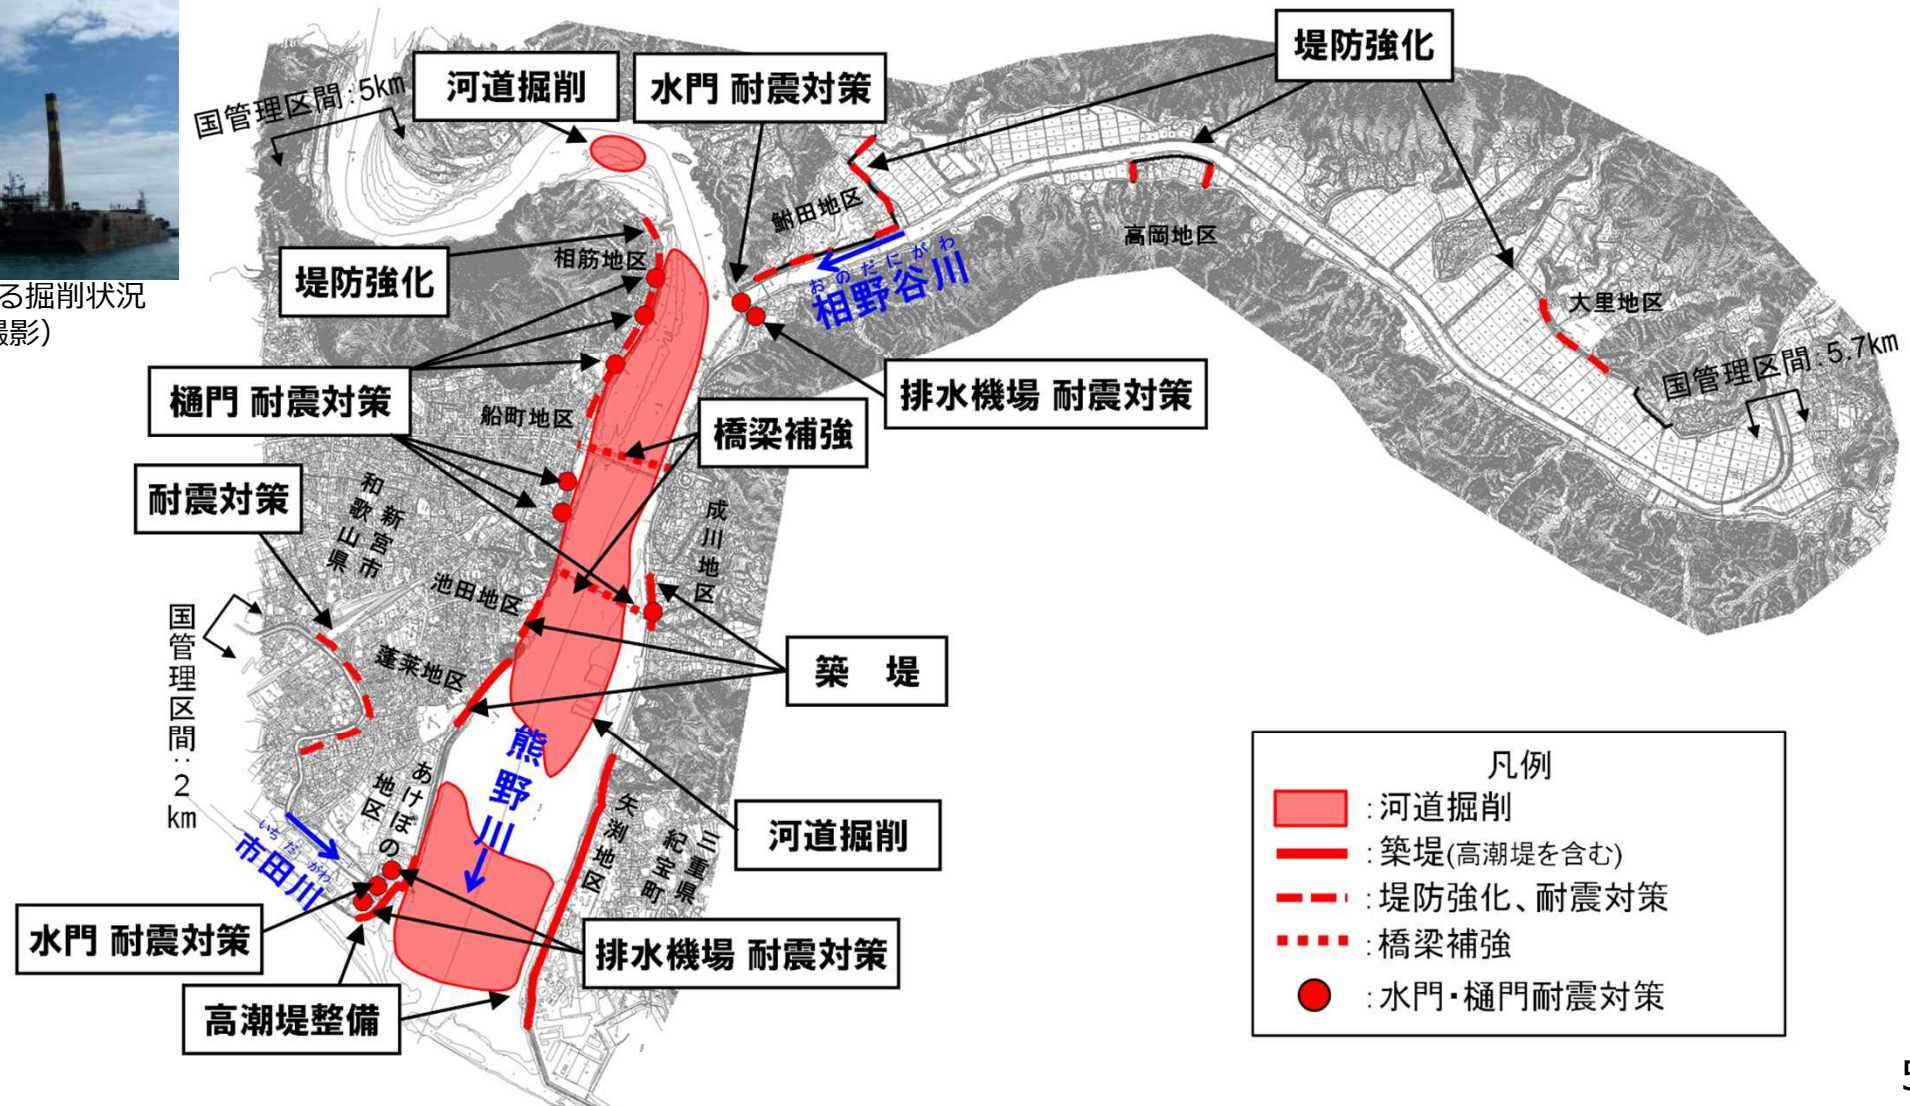 る掘削状況
撮影）
国管理区間:5km
河道掘削
水門 耐震対策
堤防強化
鮒田地区
高岡地区
おのだにがわ
相野谷川
大里地区
国管理区間:5.7km
相筋地区
堤防強化
樋門 耐震対策
船町地区
橋梁補強
排水機場 耐震対策
耐震対策
和歌山県
新宮市
成川地区
池田地区
国管理区間:2km
蓬莱地区
築　堤
熊野川
あけぼの地区
河道掘削
矢渕地区
紀宝町
三重県
いちだがわ
市田川
水門 耐震対策
排水機場 耐震対策
高潮堤整備
凡例
:河道掘削
:築堤(高潮堤を含む)
:堤防強化、耐震対策
:橋梁補強
:水門・樋門耐震対策